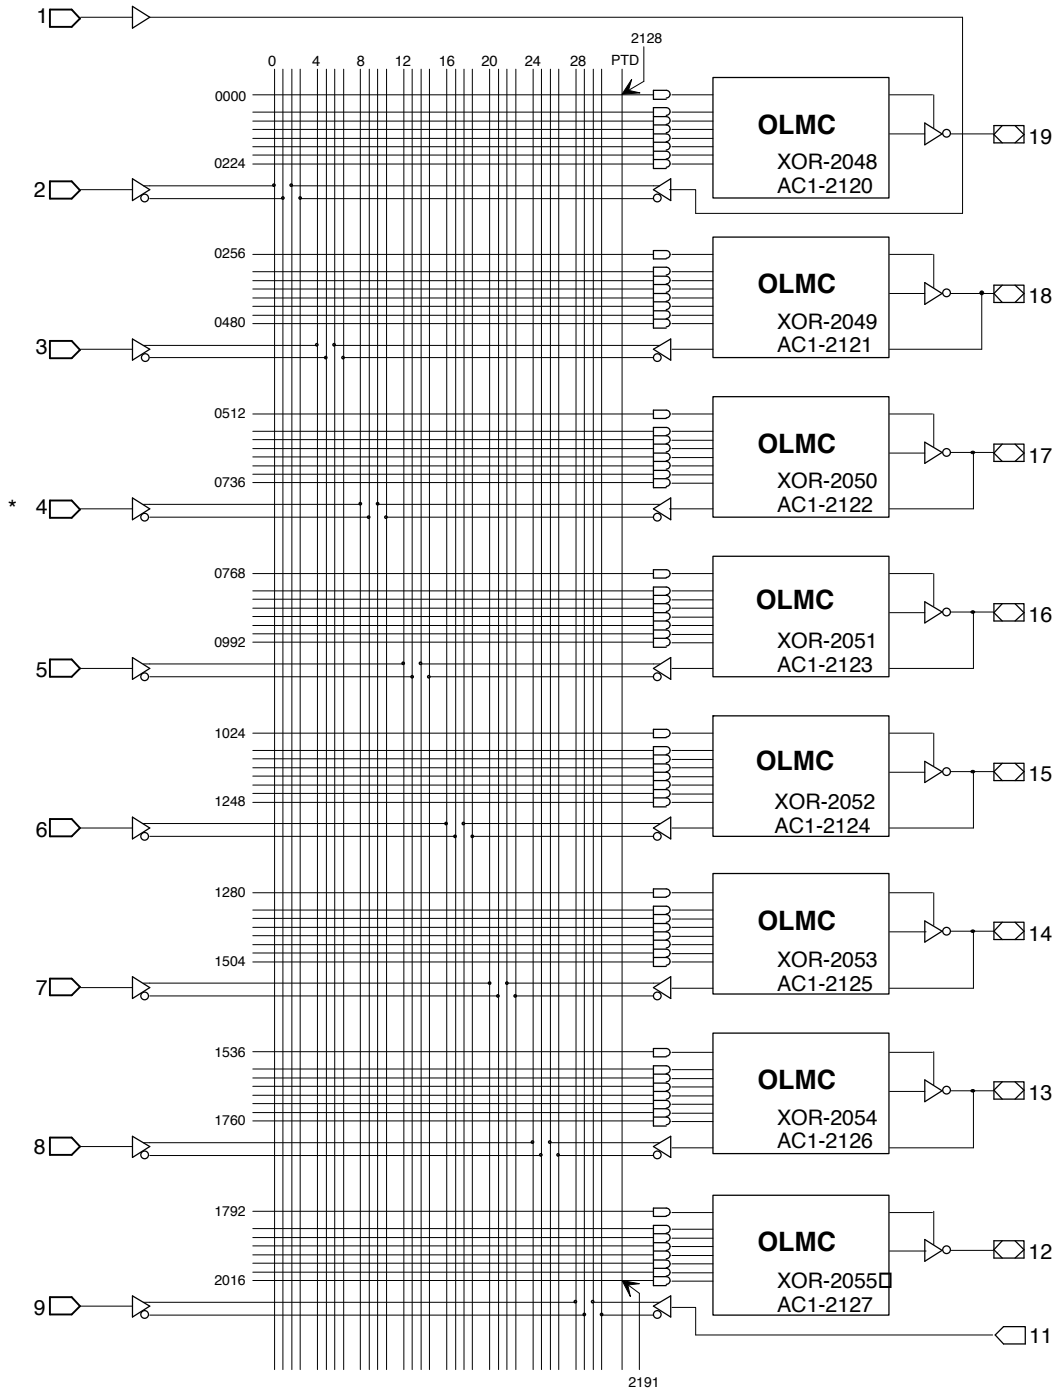 1
2128
0 4 8 12 16 20 24 28 PTD
0000
OLMC
19
0224
XOR-2048
2
AC1-2120
0256
OLMC
18
0480
XOR-2049
3
AC1-2121
0512
OLMC
17
0736
XOR-2050
* 4
AC1-2122
0768
OLMC
16
0992
XOR-2051
5
AC1-2123
1024
OLMC
15
1248
XOR-2052
6
AC1-2124
1280
OLMC
14
1504
XOR-2053
7
AC1-2125
1536
OLMC
13
1760
XOR-2054
8
AC1-2126
1792
OLMC
12
2016
XOR-2055
9
AC1-2127
11
2191